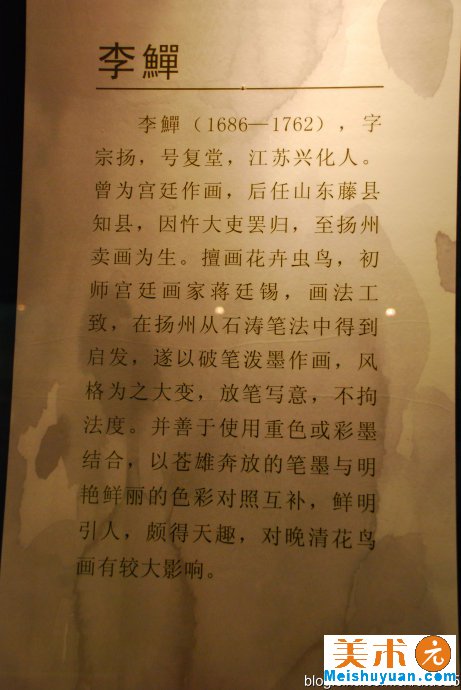 李鱓
李鱓（1686—1762），字
宗扬，号复堂，江苏兴化人。
曾为宫廷作画，后任山东藤县
知县，因忤大吏罢归，至扬州
卖画为生。擅画花卉虫鸟，初
师宫廷画家蒋廷锡，画法工
致，在扬州从石涛笔法中得到
启发，遂以破笔泼墨作画，风
格为之大变，放笔写意，不拘
法度。并善于使用重色或彩墨
结合，以苍雄奔放的笔墨与明
艳鲜丽的色彩对照互补，鲜明
引人，颇得天趣，对晚清花鸟
画有较大影响。
美术元
Meishuyuan.com